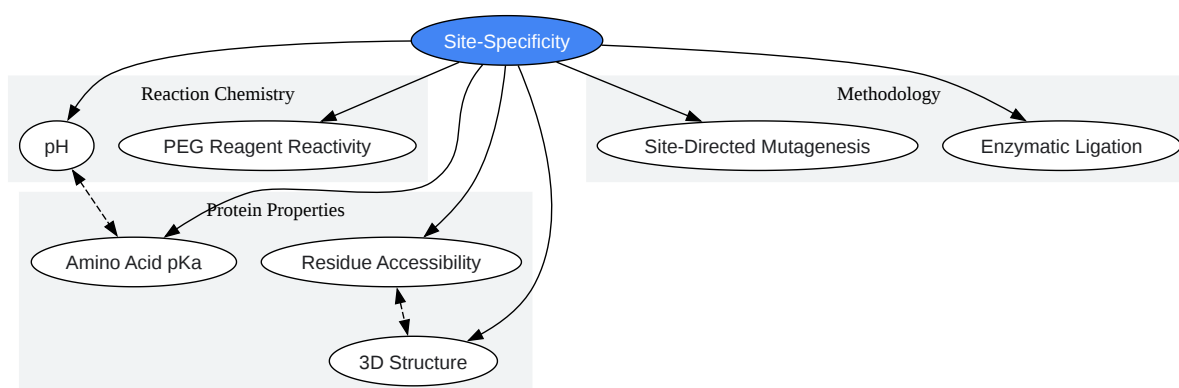 Site-Specificity
Reaction Chemistry
Methodology
pH
PEG Reagent Reactivity
Site-Directed Mutagenesis
Enzymatic Ligation
Protein Properties
Amino Acid pKa
Residue Accessibility
3D Structure